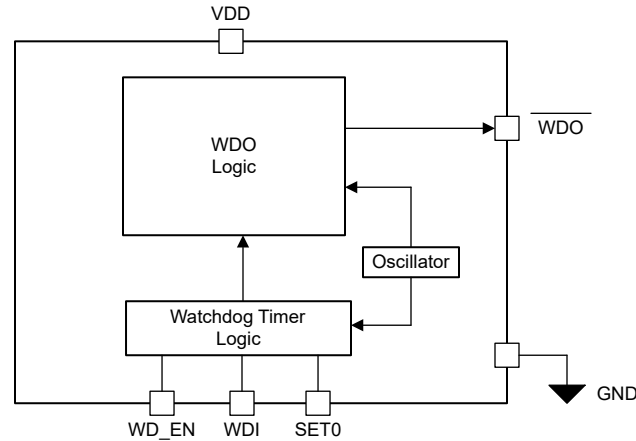 VDD
WDO
Logic
WDO
Oscillator
Watchdog Timer
Logic
GND
WD_EN
WDI
SET0